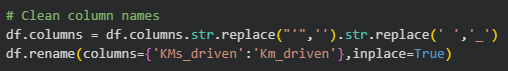 # Clean column names
df.columns = df.columns.str.replace("'",'').str.replace(' ','_')
df.rename(columns={'KMs_driven':'Km_driven'},inplace=True)